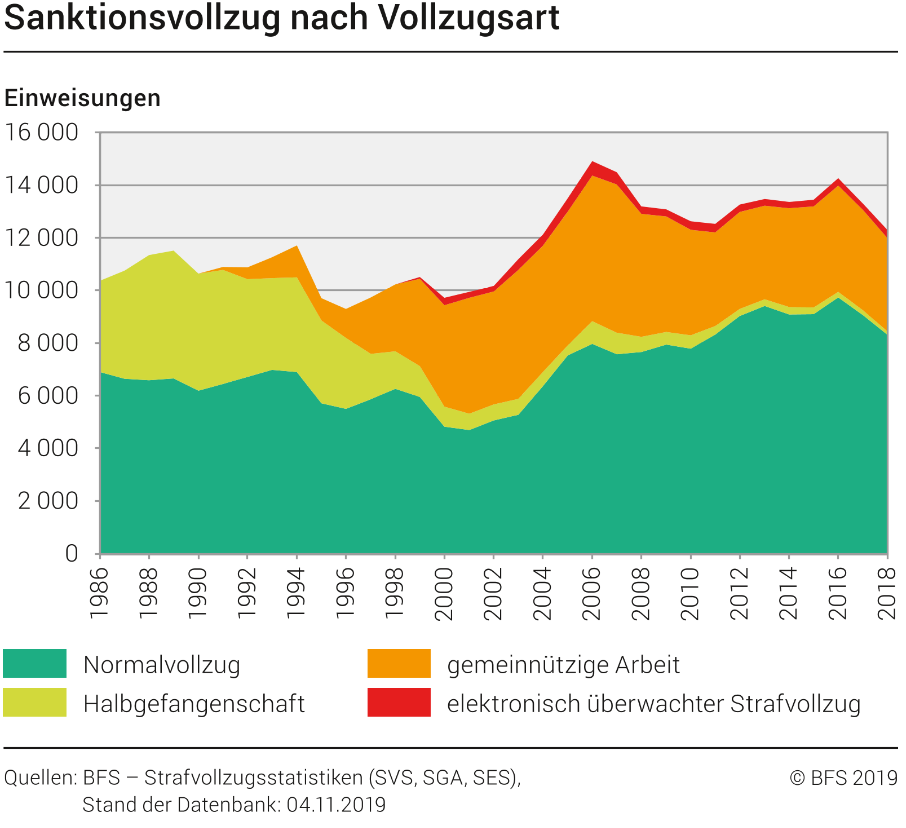 Sanktionsvollzug nach Vollzugsart
Einweisungen
16 000
14 000
12 000
10 000
8 000
6 000
4 000
2 000
0
1986 1988 1990 1992 1994 1996 1998 2000 2002 2004 2006 2008 2010 2012 2014 2016 2018
Normalvollzug gemeinnützige Arbeit
Halbgefangenschaft elektronisch überwachter Strafvollzug
Quellen: BFS – Strafvollzugsstatistiken (SVS, SGA, SES), © BFS 2019
Stand der Datenbank: 04.11.2019